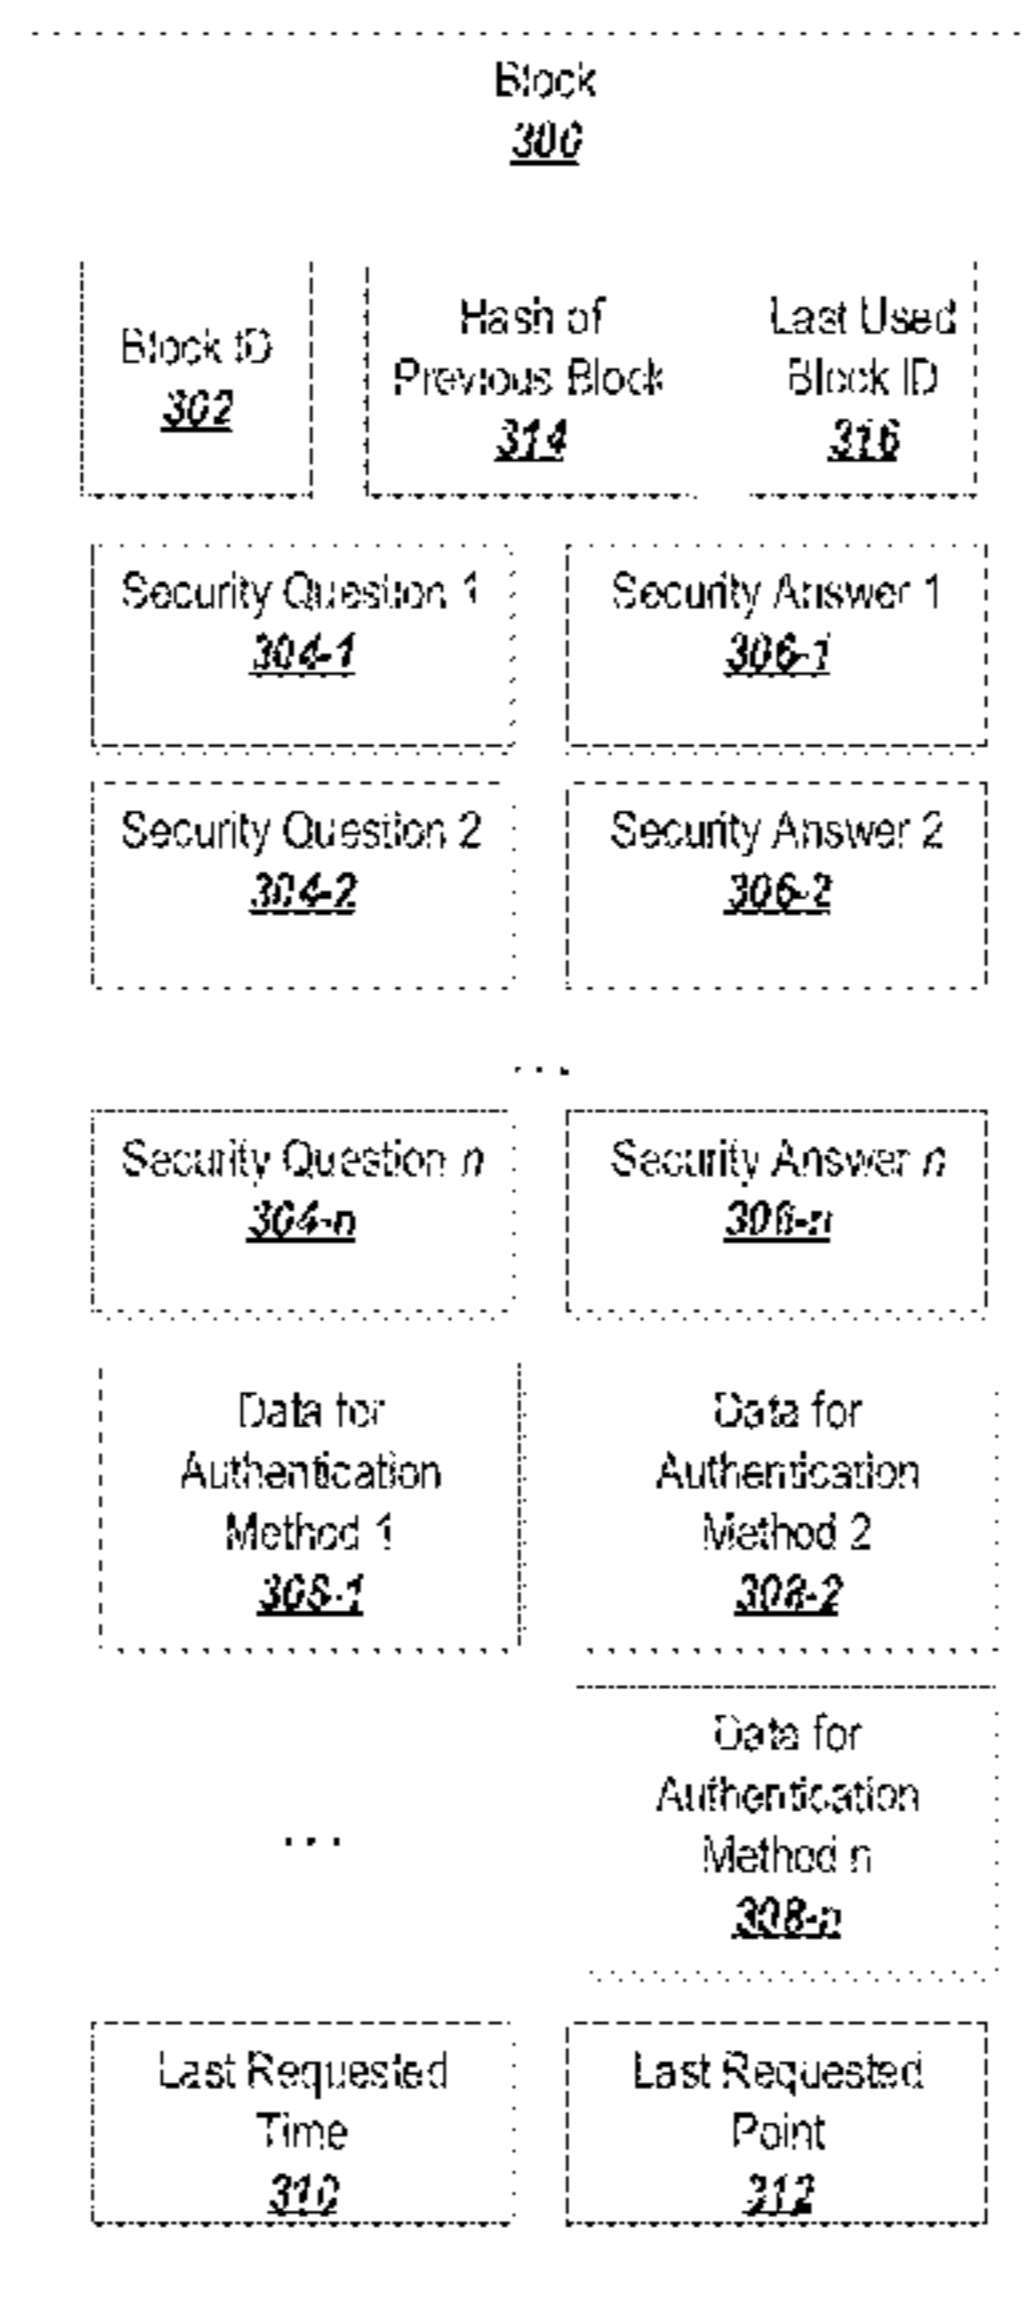 Block
300
Block ID
302
Hash of
Previous Block
314
Last Used
Block ID
316
Security Question 1
304-1
Security Answer 1
306-1
Security Question 2
304-2
Security Answer 2
306-2
...
Security Question n
304-n
Security Answer n
306-n
Data for
Authentication
Method 1
308-1
Data for
Authentication
Method 2
308-2
...
Data for
Authentication
Method n
308-n
Last Requested
Time
310
Last Requested
Point
312